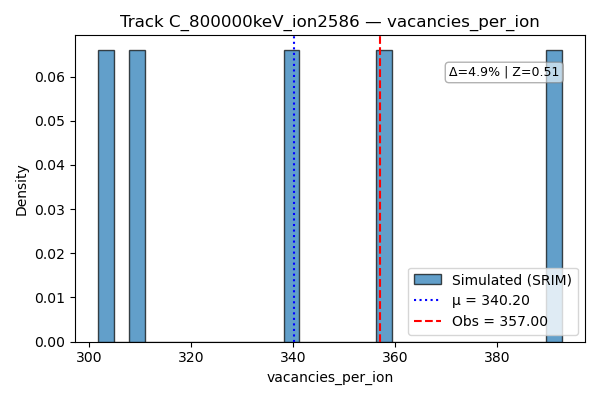 Track C_800000keV_ion2586 — vacancies_per_ion
Δ=4.9% | Z=0.51
Density
0.06
0.05
0.04
0.03
0.02
0.01
0.00
Simulated (SRIM)
μ = 340.20
Obs = 357.00
300 320 340 360 380
vacancies_per_ion